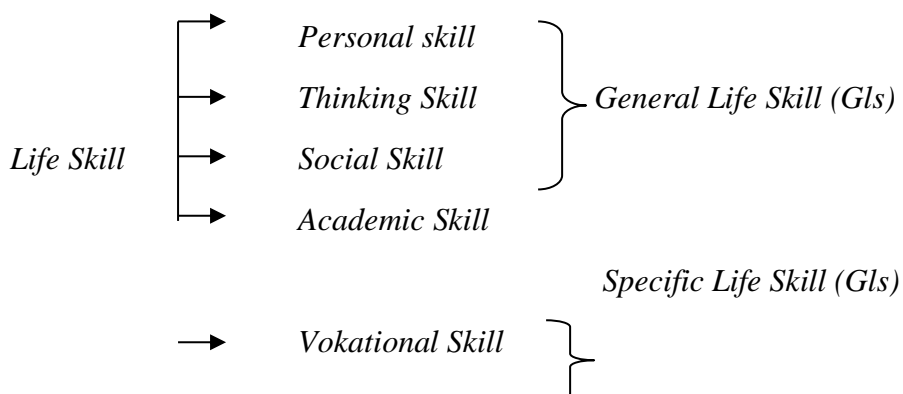 Personal skill
Thinking Skill
General Life Skill (Gls)
Life Skill
Social Skill
Academic Skill
Specific Life Skill (Gls)
Vokational Skill